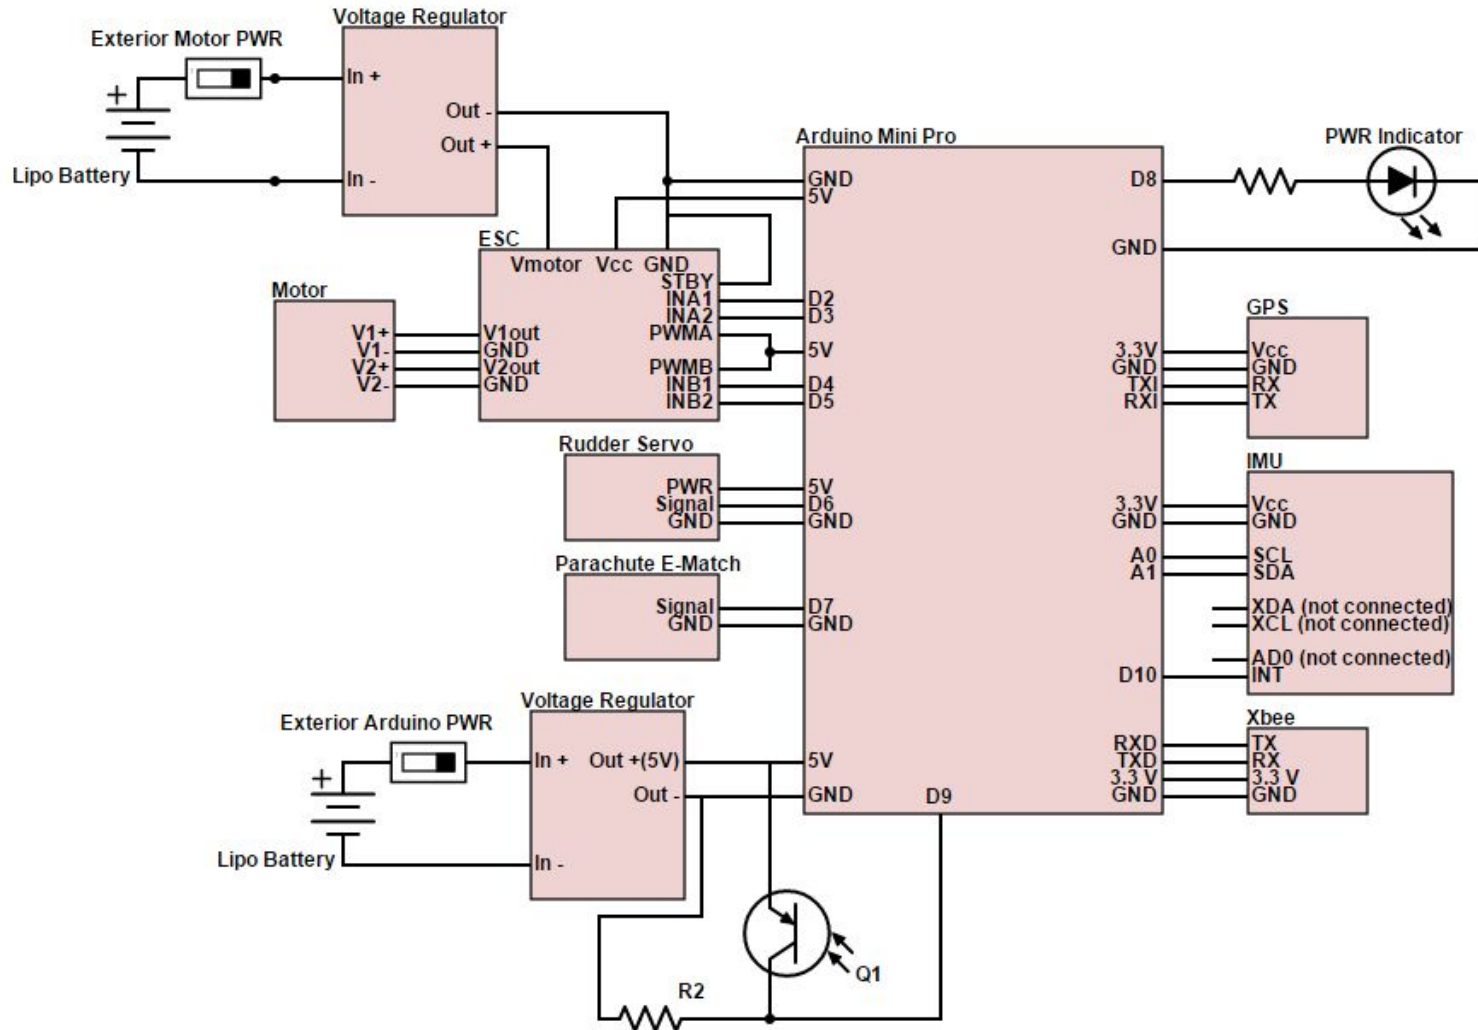 Voltage Regulator
Exterior Motor PWR
In +
Out -
Out +
+
Lipo Battery
In -
Arduino Mini Pro
PWR Indicator
GND
5V
D8
GND
ESC
Vmotor Vcc GND
STBY
INA1
INA2
PWMA
PWMB
INB1
INB2
D2
D3
5V
D4
D5
Motor
V1+
V1-
V2+
V2-
V1out
GND
V2out
GND
GPS
3.3V
GND
TXI
RXI
Vcc
GND
RX
TX
Rudder Servo
PWR
Signal
GND
5V
D6
GND
IMU
3.3V
GND
A0
A1
D10
Vcc
GND
SCL
SDA
XDA (not connected)
XCL (not connected)
AD0 (not connected)
INT
Parachute E-Match
Signal
GND
D7
GND
Voltage Regulator
Exterior Arduino PWR
In +
Out +(5V)
Out -
+
Lipo Battery
In -
5V
GND
D9
Xbee
RXD
TXD
3.3 V
GND
TX
RX
3.3 V
GND
Q1
R2